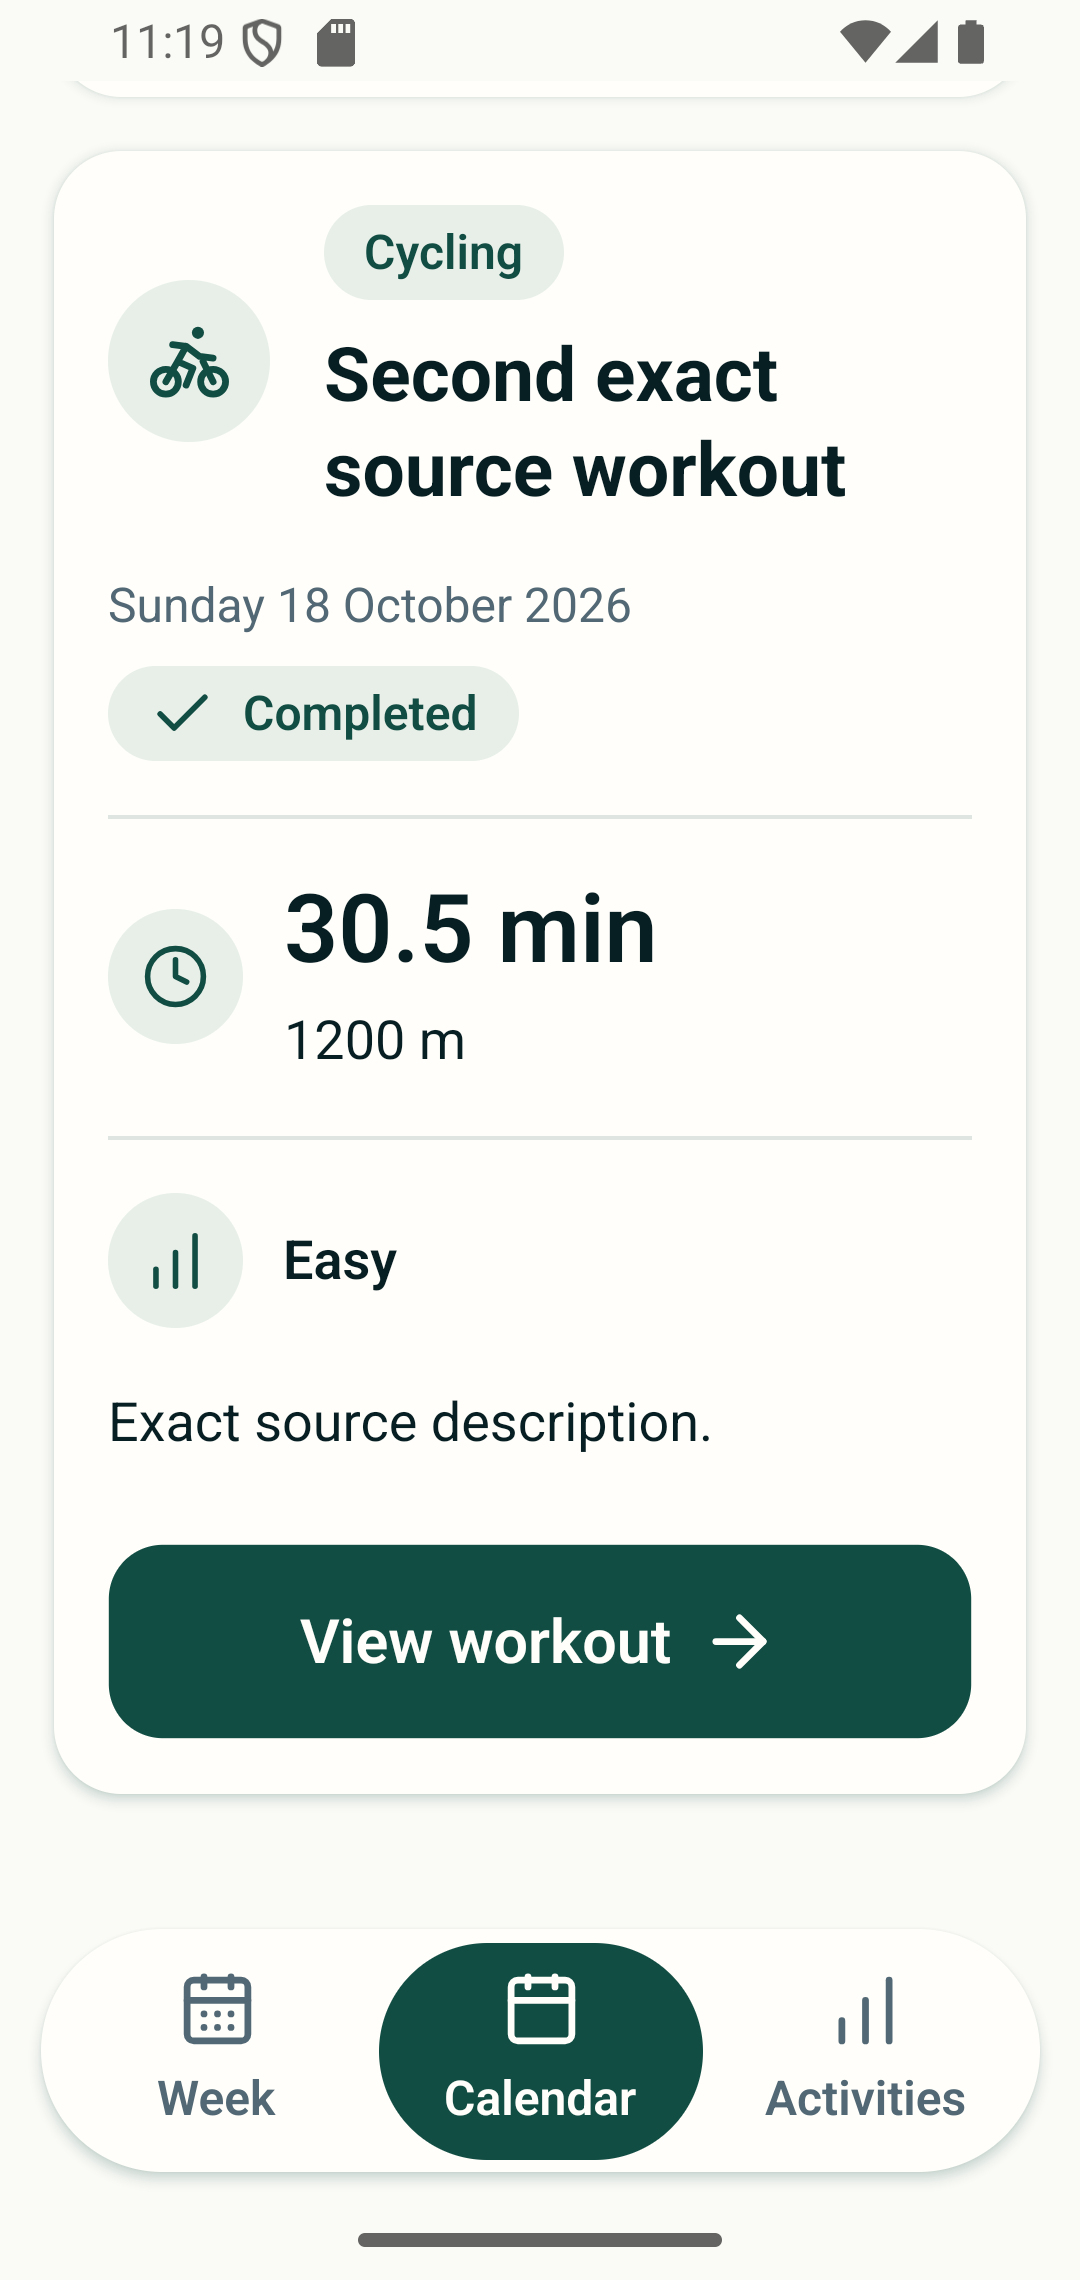 11:19
Cycling
Second exact
source workout
Sunday 18 October 2026
Completed
30.5 min
1200 m
Easy
Exact source description.
View workout
Week
Calendar
Activities